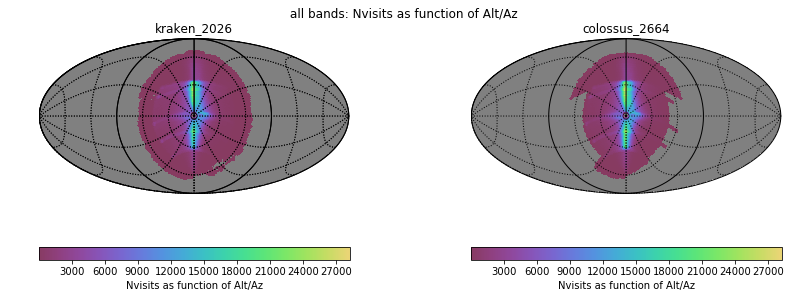 all bands: Nvisits as function of Alt/Az
kraken_2026
colossus_2664
3000 6000 9000 12000 15000 18000 21000 24000 27000
Nvisits as function of Alt/Az
3000 6000 9000 12000 15000 18000 21000 24000 27000
Nvisits as function of Alt/Az